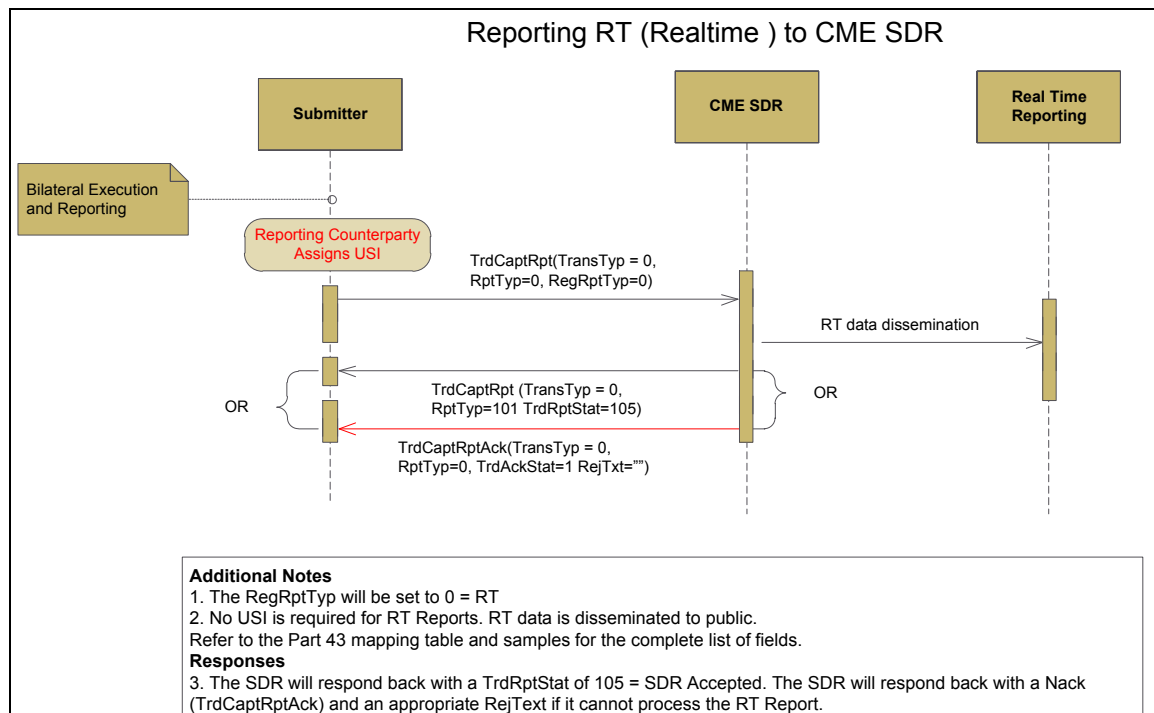 Reporting RT (Realtime ) to CME SDR
Submitter
CME SDR
Real Time
Reporting
Bilateral Execution
and Reporting
Reporting Counterparty
Assigns USI
TrdCaptRpt(TransTyp = 0,
RptTyp=0, RegRptTyp=0)
RT data dissemination
OR
TrdCaptRpt (TransTyp = 0,
RptTyp=101 TrdRptStat=105)
OR
TrdCaptRptAck(TransTyp = 0,
RptTyp=0, TrdAckStat=1 RejTxt=””)
Additional Notes
1. The RegRptTyp will be set to 0 = RT
2. No USI is required for RT Reports. RT data is disseminated to public.
Refer to the Part 43 mapping table and samples for the complete list of fields.
Responses
3. The SDR will respond back with a TrdRptStat of 105 = SDR Accepted. The SDR will respond back with a Nack
(TrdCaptRptAck) and an appropriate RejText if it cannot process the RT Report.